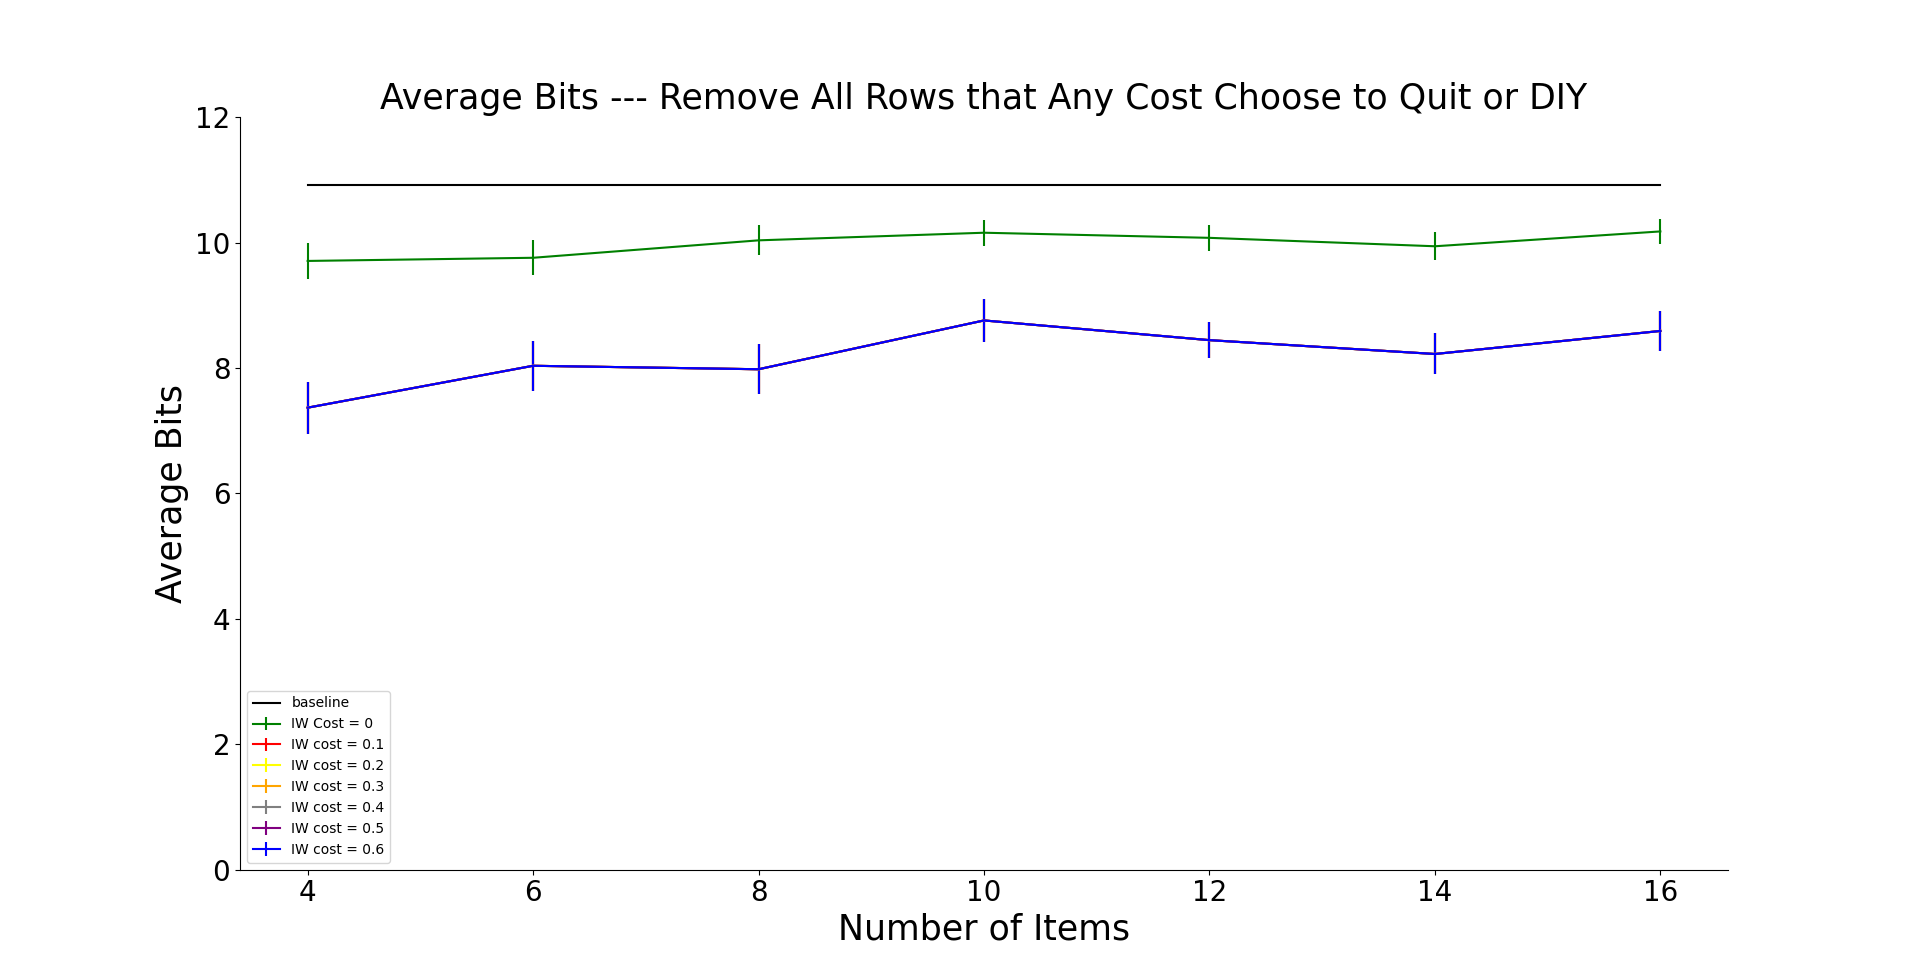 Average Bits --- Remove All Rows that Any Cost Choose to Quit or DIY
12
10
8
6
4
2
0
Average Bits
baseline
IW Cost = 0
IW cost = 0.1
IW cost = 0.2
IW cost = 0.3
IW cost = 0.4
IW cost = 0.5
IW cost = 0.6
4 6 8 10 12 14 16
Number of Items